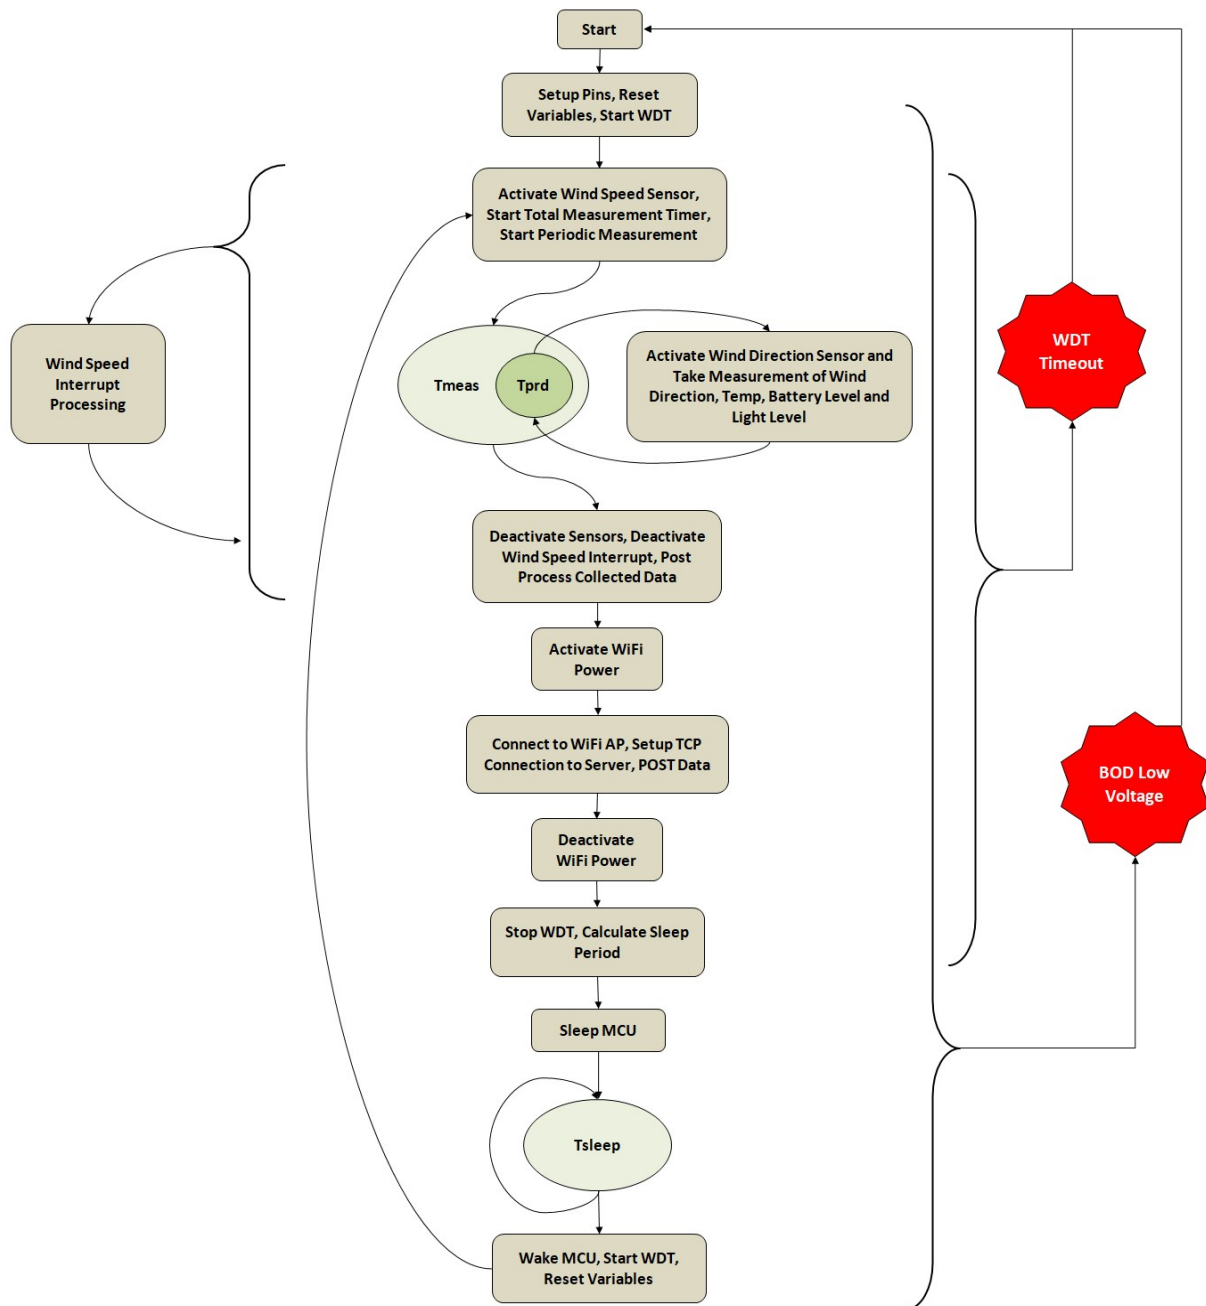 Start
Setup Pins, Reset
Variables, Start WDT
Activate Wind Speed Sensor,
Start Total Measurement Timer,
Start Periodic Measurement
Wind Speed
Interrupt
Processing
Tmeas
Tprd
Activate Wind Direction Sensor and
Take Measurement of Wind
Direction, Temp, Battery Level and
Light Level
WDT
Timeout
Deactivate Sensors, Deactivate
Wind Speed Interrupt, Post
Process Collected Data
Activate WiFi
Power
Connect to WiFi AP, Setup TCP
Connection to Server, POST Data
BOD Low
Voltage
Deactivate
WiFi Power
Stop WDT, Calculate Sleep
Period
Sleep MCU
Tsleep
Wake MCU, Start WDT,
Reset Variables